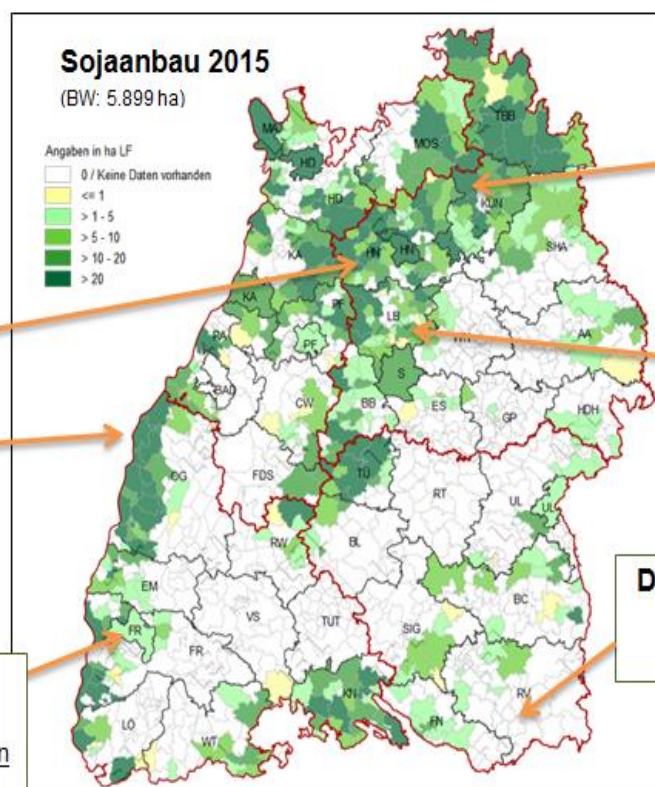 Sojaanbau 2015
(BW: 5.899 ha)
Angaben in ha LF
0 / Keine Daten vorhanden
<= 1
> 1 - 5
> 5 - 10
> 10 - 20
> 20
TBB
MA
MOS
HD
HD
KÜN
HN
HN
SHA
KA
KA
PF
LB
RA
PF
AA
BAD
S
CW
BB
ES
GP
HDH
OG
TÜ
FDS
RT
UL
UL
RW
BL
EM
BC
D
VS
FR
TUT
SIG
FR
RV
KN
LÖ
FN
WT
n